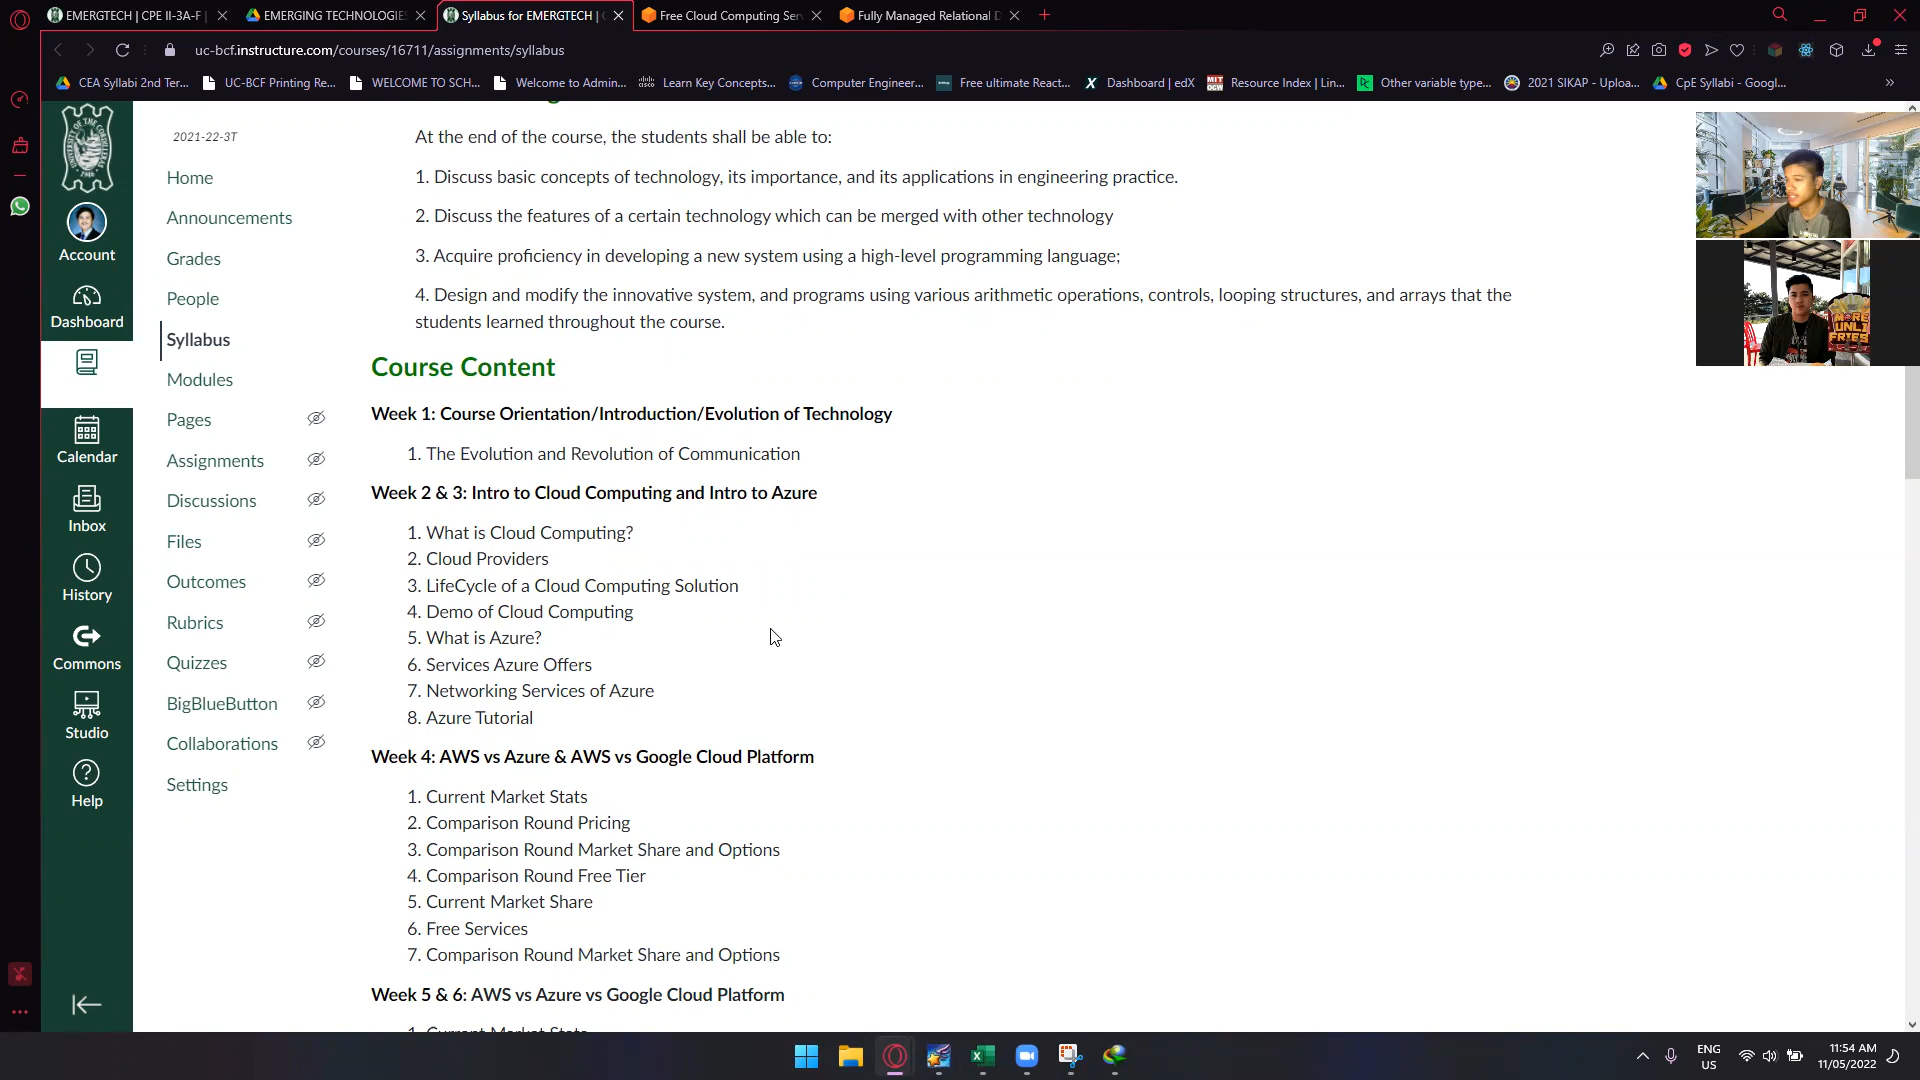 EMERGTECH | CPE II-3A-F |
EMERGING TECHNOLOGIES
Syllabus for EMERGTECH |
Free Cloud Computing Ser
Fully Managed Relational D
uc-bcf.instructure.com/courses/16711/assignments/syllabus
CEA Syllabi 2nd Ter...
UC-BCF Printing Re...
WELCOME TO SCH...
Welcome to Admin...
Learn Key Concepts...
Computer Engineer...
Free ultimate React...
Dashboard | edX
Resource Index | Lin...
Other variable type...
2021 SIKAP - Uploa...
CpE Syllabi - Googl...
»
Account
Dashboard
Calendar
Inbox
History
Commons
Studio
Help
2021-22-3T
Home
Announcements
Grades
People
Syllabus
Modules
Pages
Assignments
Discussions
Files
Outcomes
Rubrics
Quizzes
BigBlueButton
Collaborations
Settings
At the end of the course, the students shall be able to:
1. Discuss basic concepts of technology, its importance, and its applications in engineering practice.
2. Discuss the features of a certain technology which can be merged with other technology
3. Acquire proficiency in developing a new system using a high-level programming language;
4. Design and modify the innovative system, and programs using various arithmetic operations, controls, looping structures, and arrays that the
students learned throughout the course.
Course Content
Week 1: Course Orientation/Introduction/Evolution of Technology
1. The Evolution and Revolution of Communication
Week 2 & 3: Intro to Cloud Computing and Intro to Azure
1. What is Cloud Computing?
2. Cloud Providers
3. LifeCycle of a Cloud Computing Solution
4. Demo of Cloud Computing
5. What is Azure?
6. Services Azure Offers
7. Networking Services of Azure
8. Azure Tutorial
Week 4: AWS vs Azure & AWS vs Google Cloud Platform
1. Current Market Stats
2. Comparison Round Pricing
3. Comparison Round Market Share and Options
4. Comparison Round Free Tier
5. Current Market Share
6. Free Services
7. Comparison Round Market Share and Options
Week 5 & 6: AWS vs Azure vs Google Cloud Platform
1. Current Market Stats
MORE
UNLI
FRIES
ENG
US
11:54 AM
11/05/2022